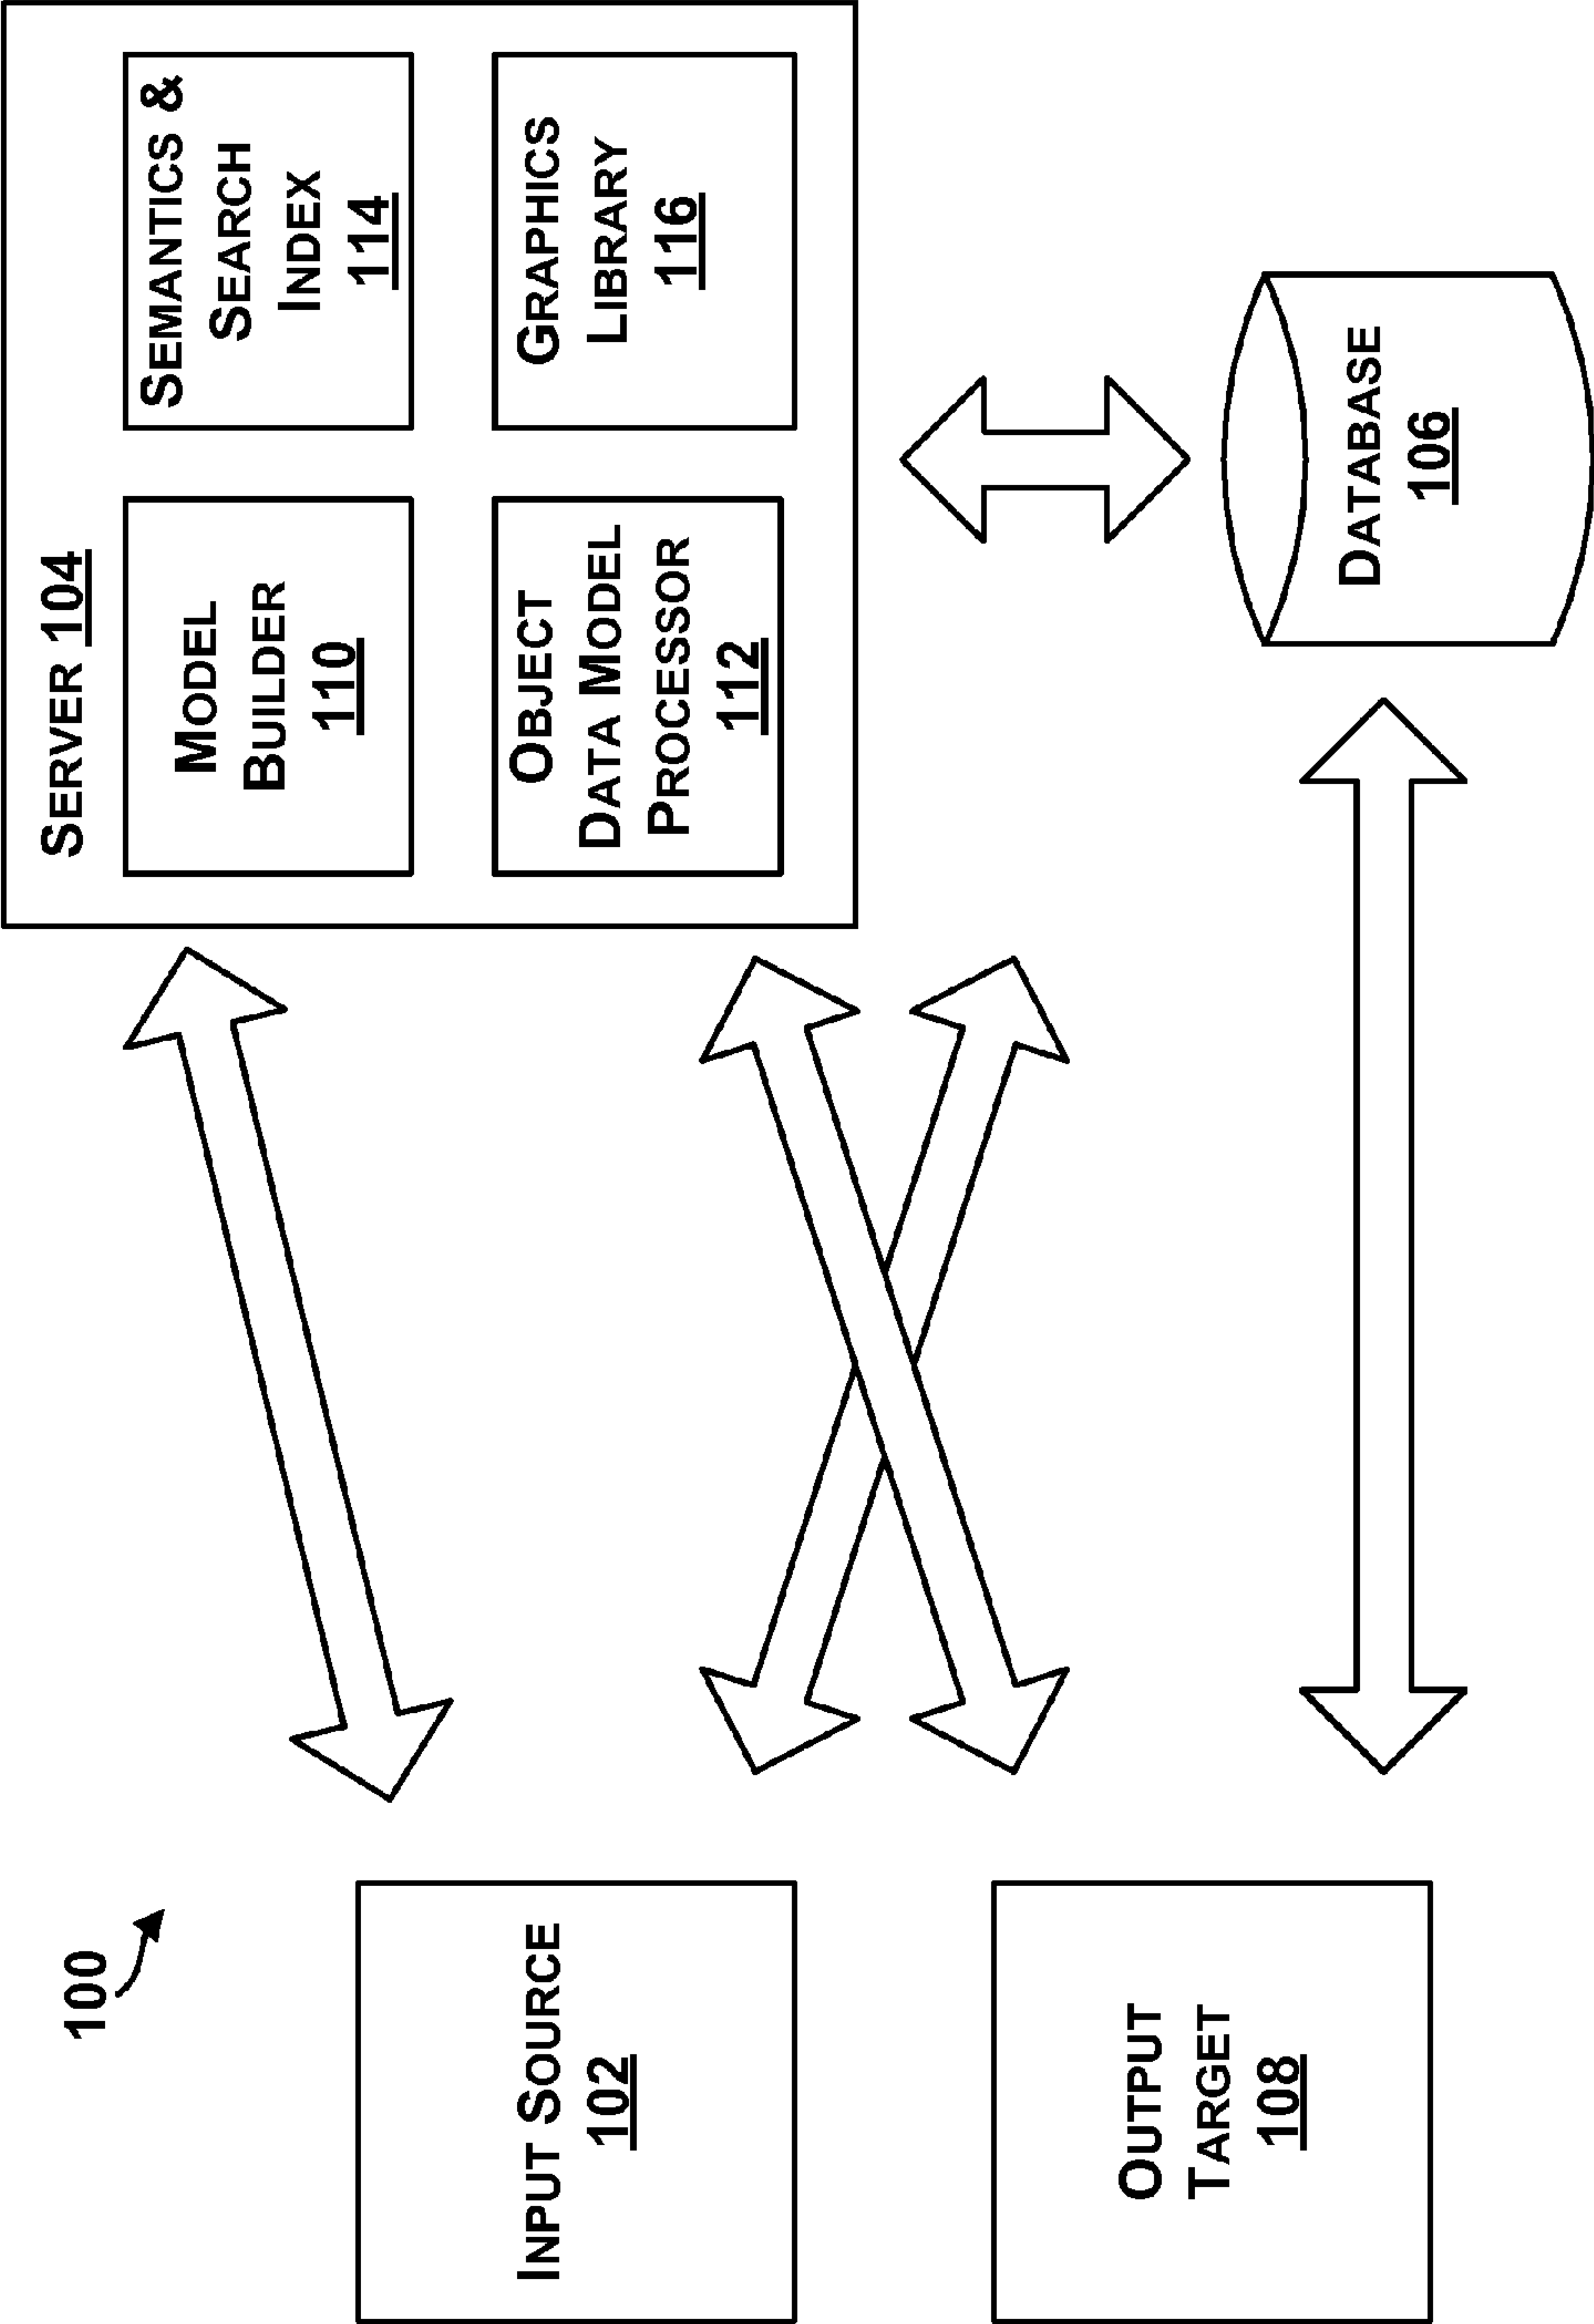 100
SERVER 104
MODEL
BUILDER
110
SEMANTICS &
SEARCH
INDEX
114
INPUT SOURCE
102
OBJECT
DATA MODEL
PROCESSOR
112
GRAPHICS
LIBRARY
116
OUTPUT
TARGET
108
DATABASE
106